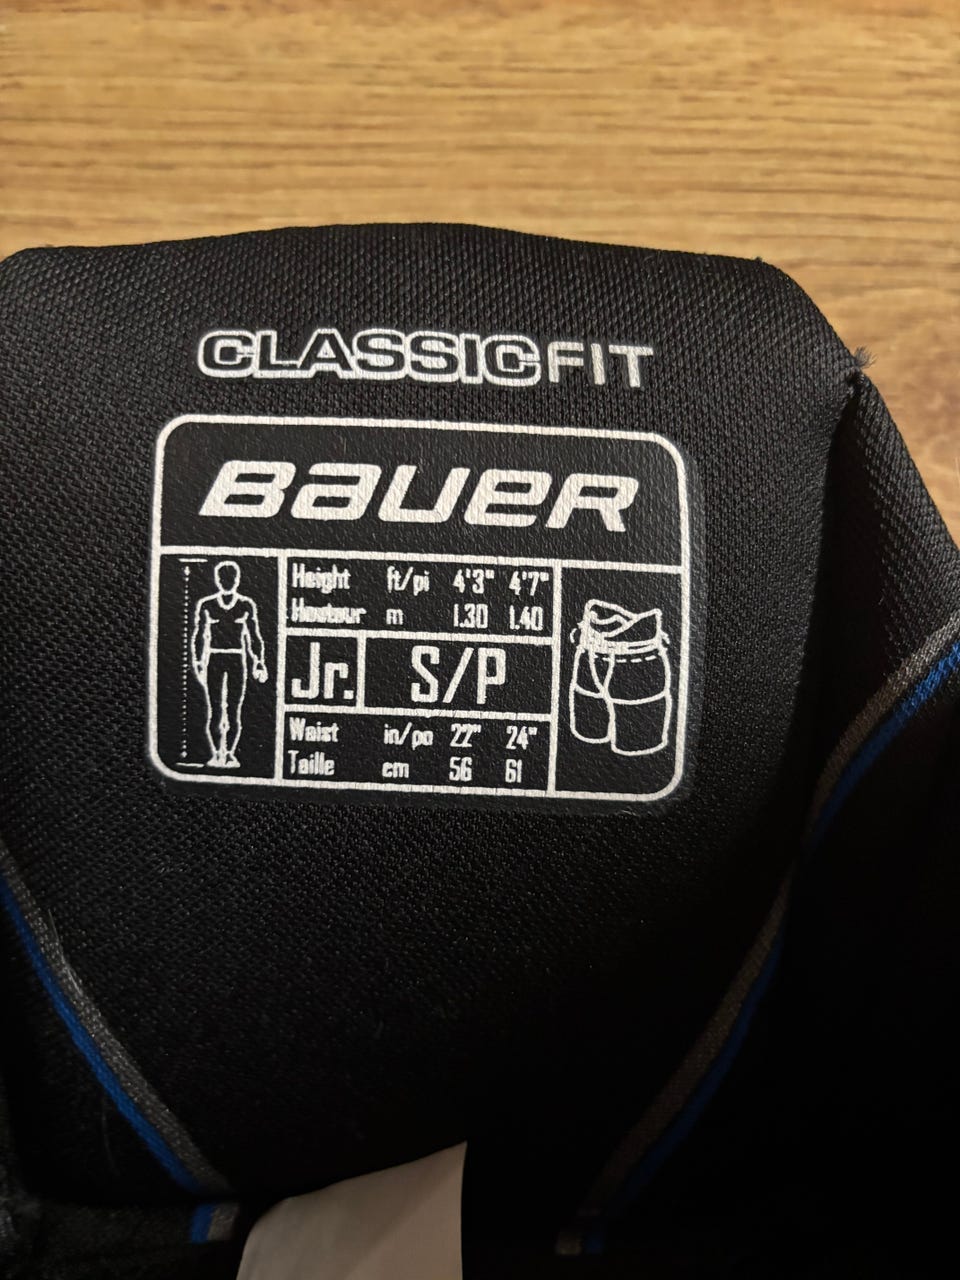 CLASSICFIT
BAUER
Height ft/pi 4'3" 4'7"
Hauteur m 1.30 1.40
Jr. S/P
Waist in/po 22" 24"
Taille cm 56 61